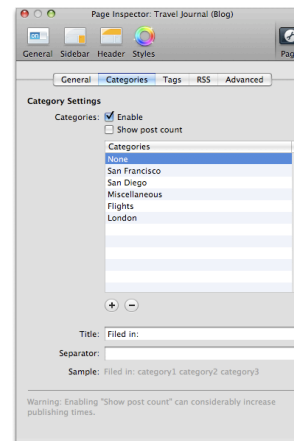 Page Inspector: Travel Journal (Blog)
General Sidebar Header Styles
General Categories Tags RSS Advanced
Category Settings
Categories: Enable
Show post count
Categories
None
San Francisco
San Diego
Miscellaneous
Flights
London
Title: Filed in:
Separator:
Sample: Filed in: category1 category2 category3
Warning: Enabling "Show post count" can considerably increase
publishing times.